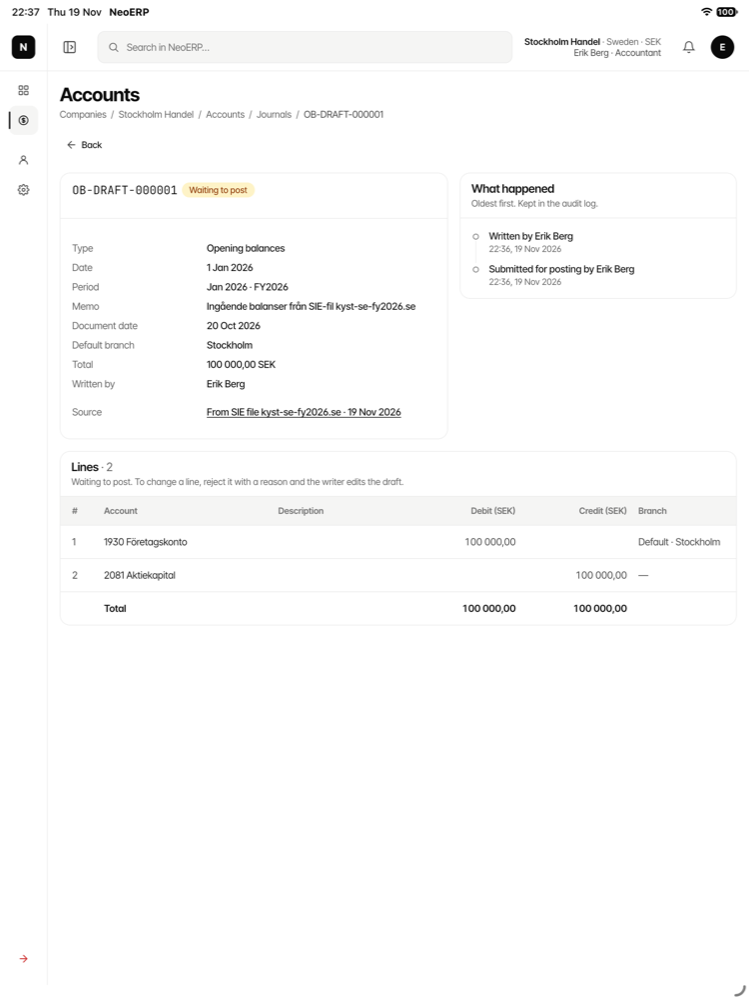 22:37 Thu 19 Nov NeoERP
100
N
Search in NeoERP...
Stockholm Handel · Sweden · SEK
Erik Berg · Accountant
E
Accounts
Companies / Stockholm Handel / Accounts / Journals / OB-DRAFT-000001
Back
OB-DRAFT-000001 Waiting to post
Type Opening balances
Date 1 Jan 2026
Period Jan 2026 · FY2026
Memo Ingående balanser från SIE-fil kyst-se-fy2026.se
Document date 20 Oct 2026
Default branch Stockholm
Total 100 000,00 SEK
Written by Erik Berg
Source From SIE file kyst-se-fy2026.se · 19 Nov 2026
What happened
Oldest first. Kept in the audit log.
Written by Erik Berg
22:36, 19 Nov 2026
Submitted for posting by Erik Berg
22:36, 19 Nov 2026
Lines · 2
Waiting to post. To change a line, reject it with a reason and the writer edits the draft.
# Account Description Debit (SEK) Credit (SEK) Branch
1 1930 Företagskonto 100 000,00 Default · Stockholm
2 2081 Aktiekapital 100 000,00 —
Total 100 000,00 100 000,00